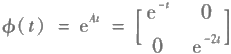 ϕ(t) = e^{At} = [ e^{-t} 0 ; 0 e^{-2t} ]